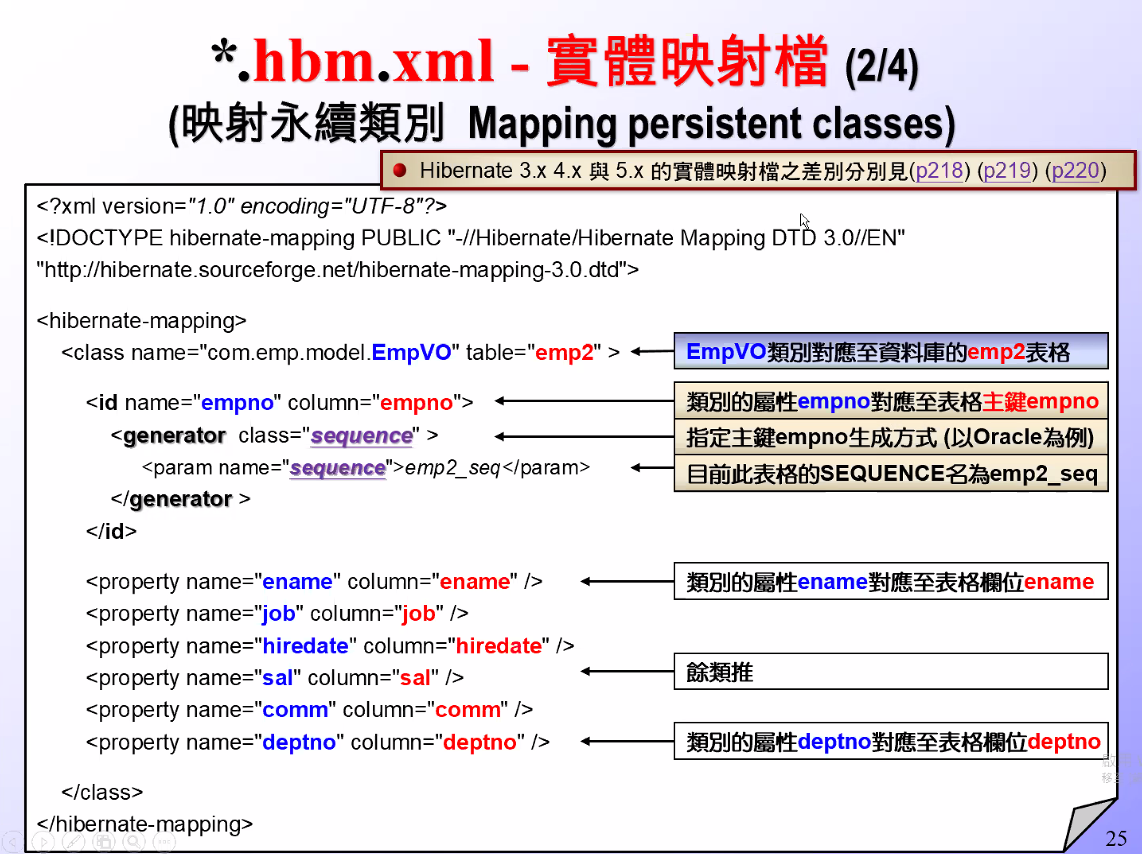 *.hbm.xml - 實體映射檔 (2/4)
(映射永續類別 Mapping persistent classes)
Hibernate 3.x 4.x 與 5.x 的實體映射檔之差別分別見(p218) (p219) (p220)
<?xml version="1.0" encoding="UTF-8"?>
<!DOCTYPE hibernate-mapping PUBLIC "-//Hibernate/Hibernate Mapping DTD 3.0//EN"
"http://hibernate.sourceforge.net/hibernate-mapping-3.0.dtd">
<hibernate-mapping>
<class name="com.emp.model.EmpVO" table="emp2" >
EmpVO類別對應至資料庫的emp2表格
<id name="empno" column="empno">
類別的屬性empno對應至表格主鍵empno
<generator class="sequence" >
指定主鍵empno生成方式 (以Oracle為例)
<param name="sequence">emp2_seq</param>
目前此表格的SEQUENCE名為emp2_seq
</generator >
</id>
<property name="ename" column="ename" />
類別的屬性ename對應至表格欄位ename
<property name="job" column="job" />
<property name="hiredate" column="hiredate" />
<property name="sal" column="sal" />
餘類推
<property name="comm" column="comm" />
<property name="deptno" column="deptno" />
類別的屬性deptno對應至表格欄位deptno
</class>
</hibernate-mapping>
25